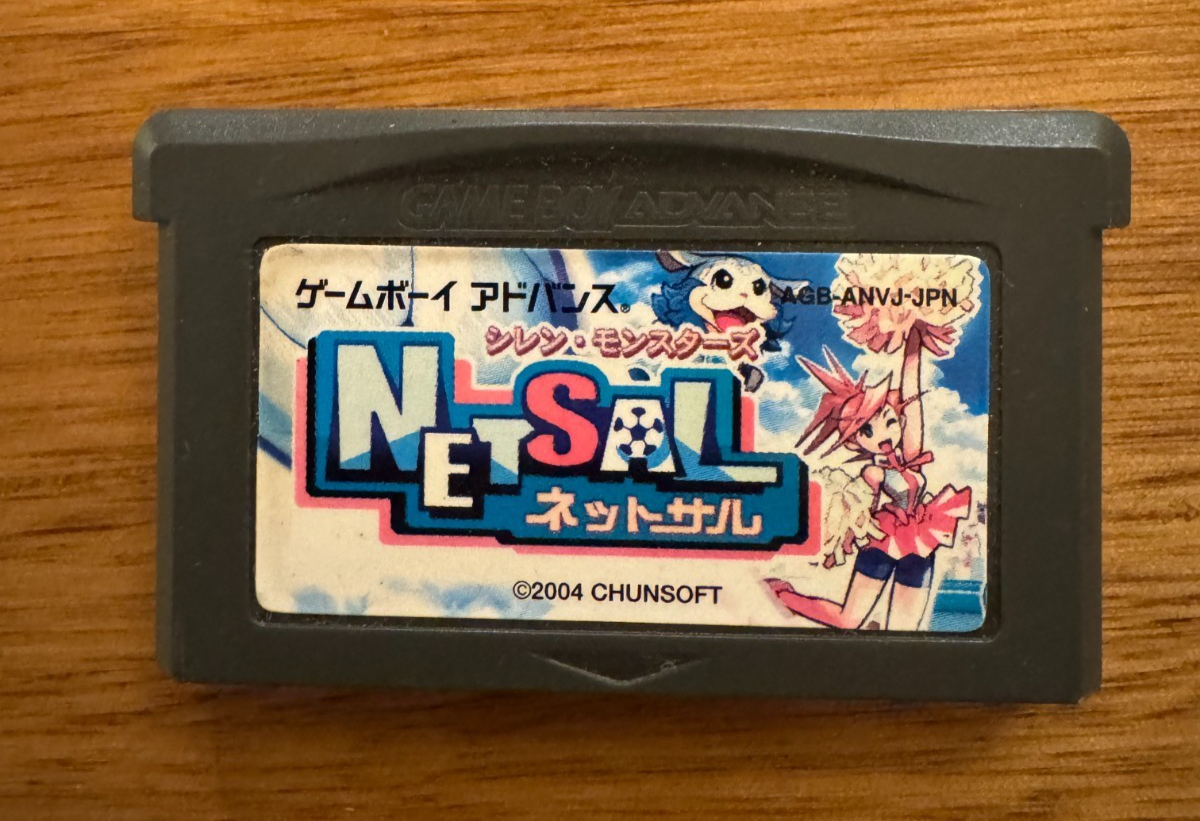 GAME BOY ADVANCE
ゲームボーイ アドバンス®
AGB-ANVJ-JPN
シレン・モンスターズ
NETSAL
ネットサル
©2004 CHUNSOFT